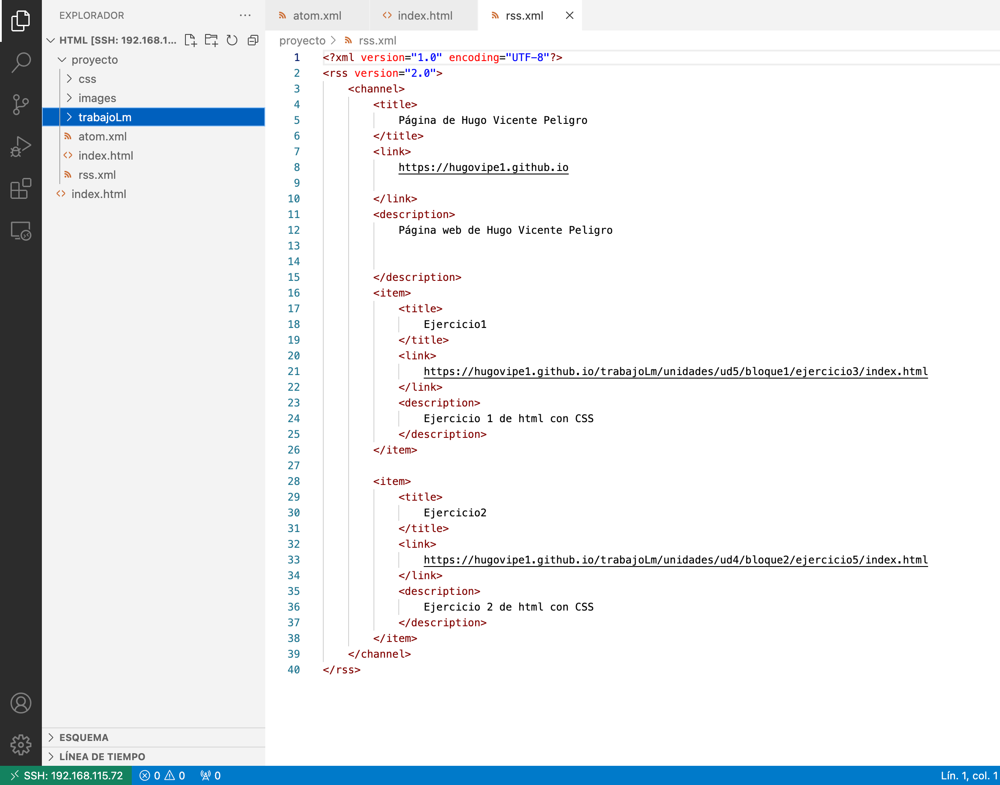 EXPLORADOR
HTML [SSH: 192.168.1...
proyecto
css
images
trabajoLm
atom.xml
index.html
rss.xml
index.html
ESQUEMA
LÍNEA DE TIEMPO
atom.xml
index.html
rss.xml
proyecto > rss.xml
1 <?xml version="1.0" encoding="UTF-8"?>
2 <rss version="2.0">
3 <channel>
4 <title>
5 Página de Hugo Vicente Peligro
6 </title>
7 <link>
8 https://hugovipe1.github.io
9
10 </link>
11 <description>
12 Página web de Hugo Vicente Peligro
13
14
15 </description>
16 <item>
17 <title>
18 Ejercicio1
19 </title>
20 <link>
21 https://hugovipe1.github.io/trabajoLm/unidades/ud5/bloque1/ejercicio3/index.html
22 </link>
23 <description>
24 Ejercicio 1 de html con CSS
25 </description>
26 </item>
27
28 <item>
29 <title>
30 Ejercicio2
31 </title>
32 <link>
33 https://hugovipe1.github.io/trabajoLm/unidades/ud4/bloque2/ejercicio5/index.html
34 </link>
35 <description>
36 Ejercicio 2 de html con CSS
37 </description>
38 </item>
39 </channel>
40 </rss>
SSH: 192.168.115.72 0 0 0 Lín. 1, col. 1